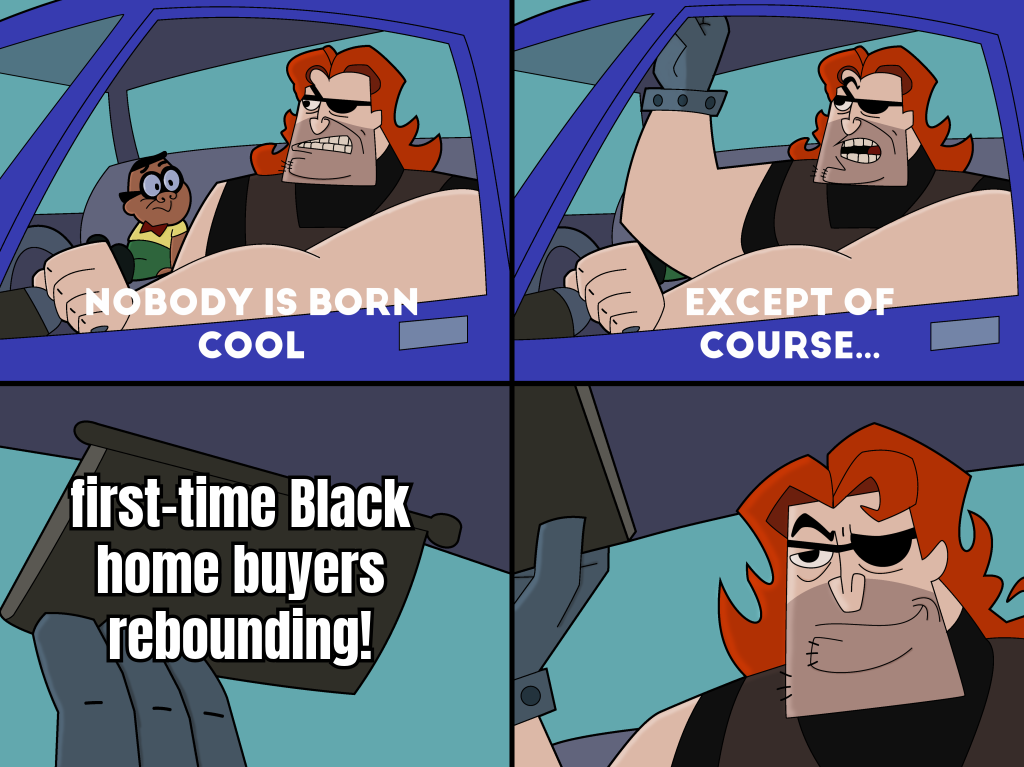 NOBODY IS BORN
COOL
EXCEPT OF
COURSE...
first-time Black
home buyers
rebounding!